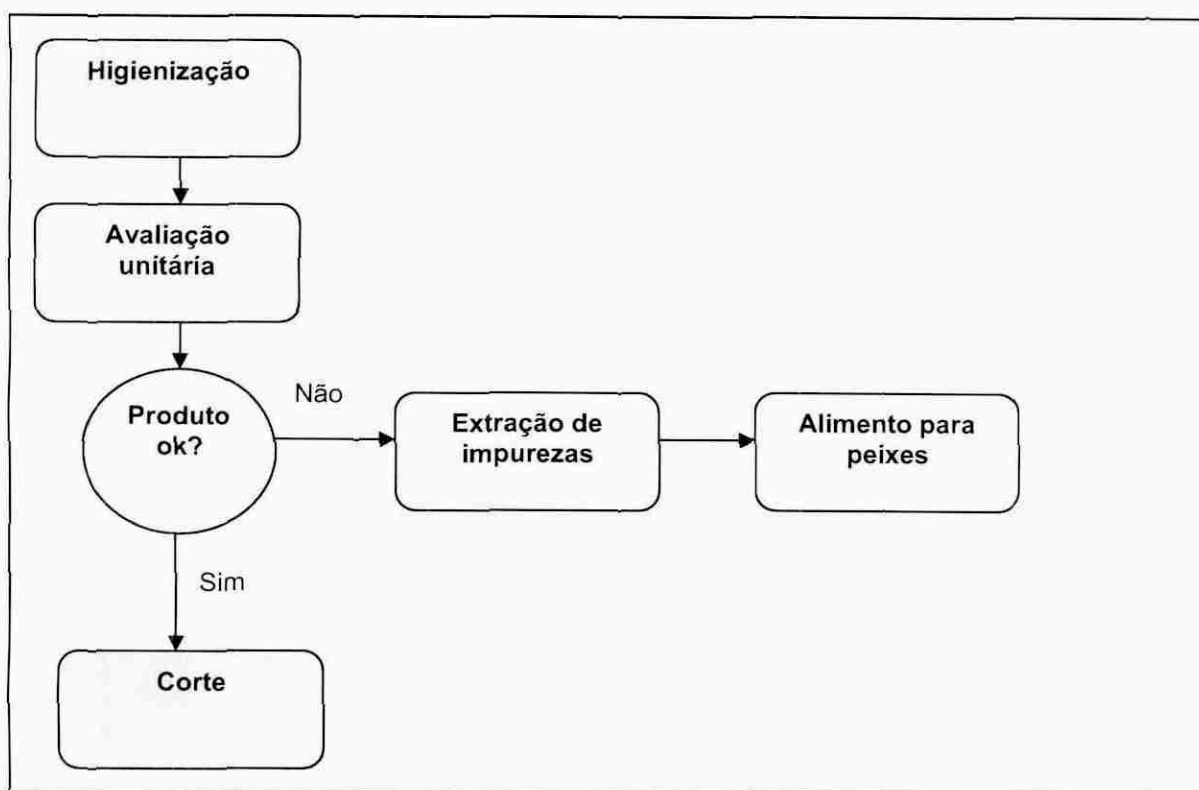 Higienização
Avaliação
unitária
Produto
ok?
Não
Extração de
impurezas
Alimento para
peixes
Sim
Corte